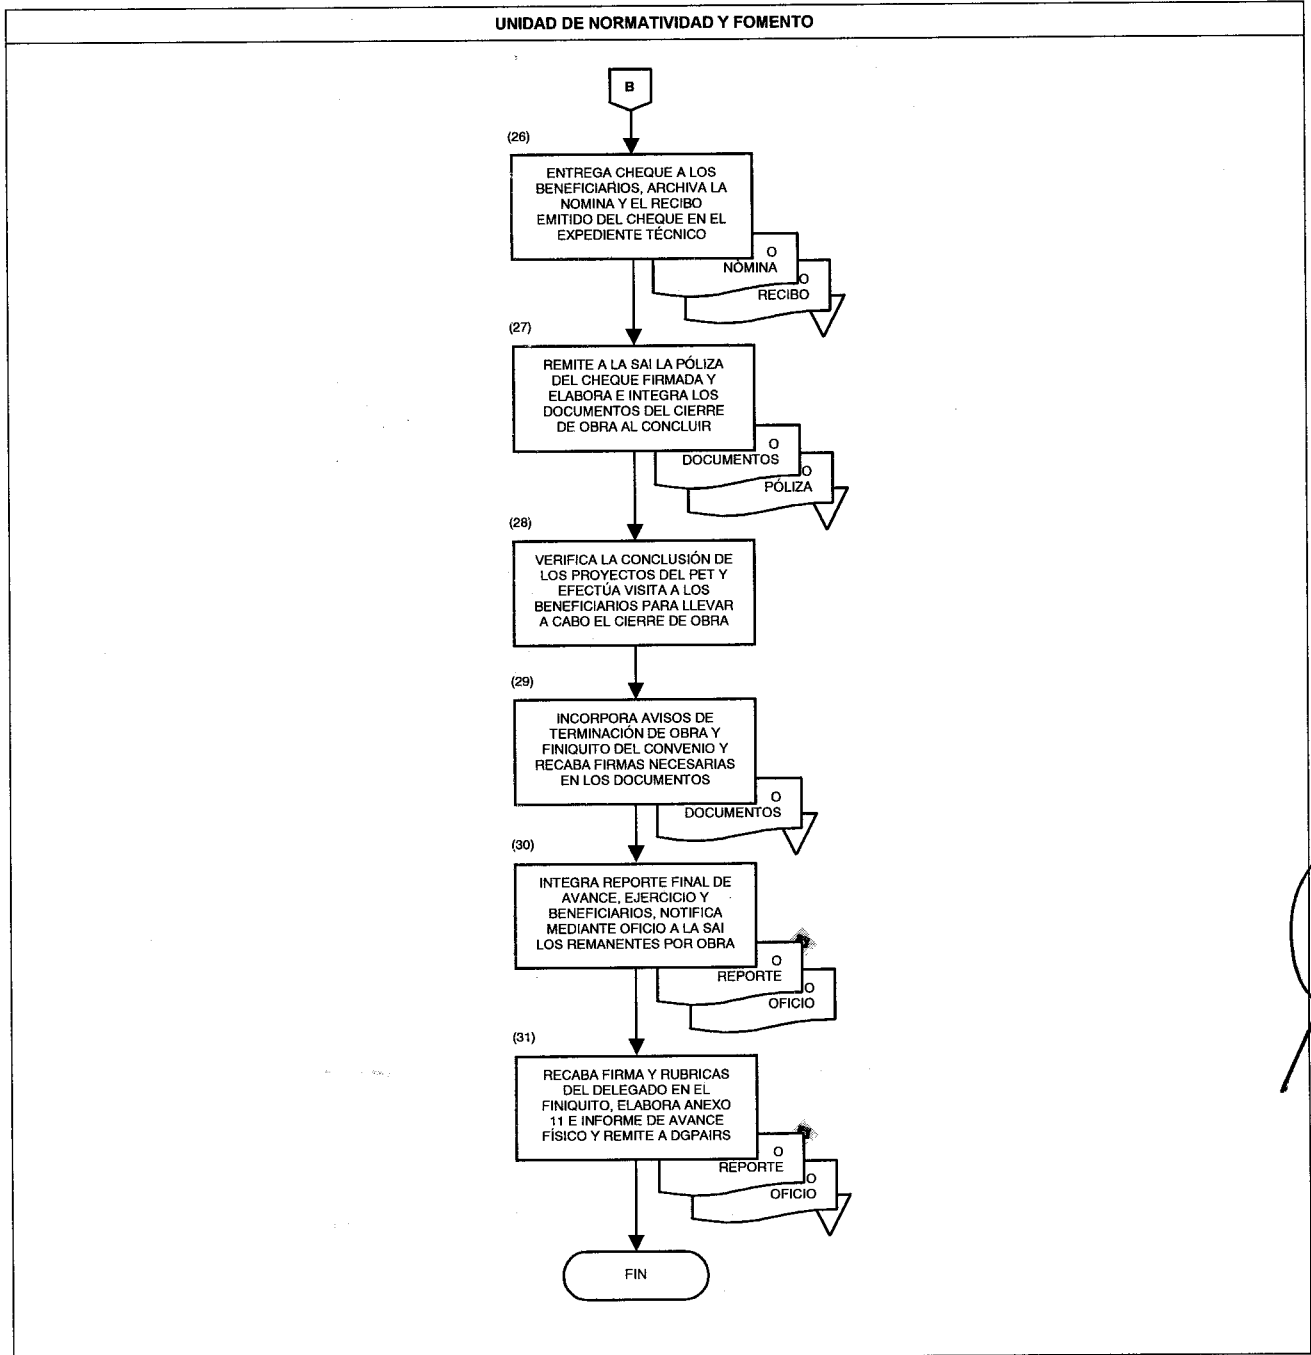 UNIDAD DE NORMATIVIDAD Y FOMENTO
B
(26)
ENTREGA CHEQUE A LOS
BENEFICIARIOS, ARCHIVA LA
NOMINA Y EL RECIBO
EMITIDO DEL CHEQUE EN EL
EXPEDIENTE TÉCNICO
O
NÓMINA
O
RECIBO
(27)
REMITE A LA SAI LA PÓLIZA
DEL CHEQUE FIRMADA Y
ELABORA E INTEGRA LOS
DOCUMENTOS DEL CIERRE
DE OBRA AL CONCLUIR
O
DOCUMENTOS
O
PÓLIZA
(28)
VERIFICA LA CONCLUSIÓN DE
LOS PROYECTOS DEL PET Y
EFECTÚA VISITA A LOS
BENEFICIARIOS PARA LLEVAR
A CABO EL CIERRE DE OBRA
(29)
INCORPORA AVISOS DE
TERMINACIÓN DE OBRA Y
FINIQUITO DEL CONVENIO Y
RECABA FIRMAS NECESARIAS
EN LOS DOCUMENTOS
O
DOCUMENTOS
(30)
INTEGRA REPORTE FINAL DE
AVANCE, EJERCICIO Y
BENEFICIARIOS, NOTIFICA
MEDIANTE OFICIO A LA SAI
LOS REMANENTES POR OBRA
O
REPORTE
O
OFICIO
(31)
RECABA FIRMA Y RUBRICAS
DEL DELEGADO EN EL
FINIQUITO, ELABORA ANEXO
11 E INFORME DE AVANCE
FÍSICO Y REMITE A DGPAIRS
O
REPORTE
O
OFICIO
FIN